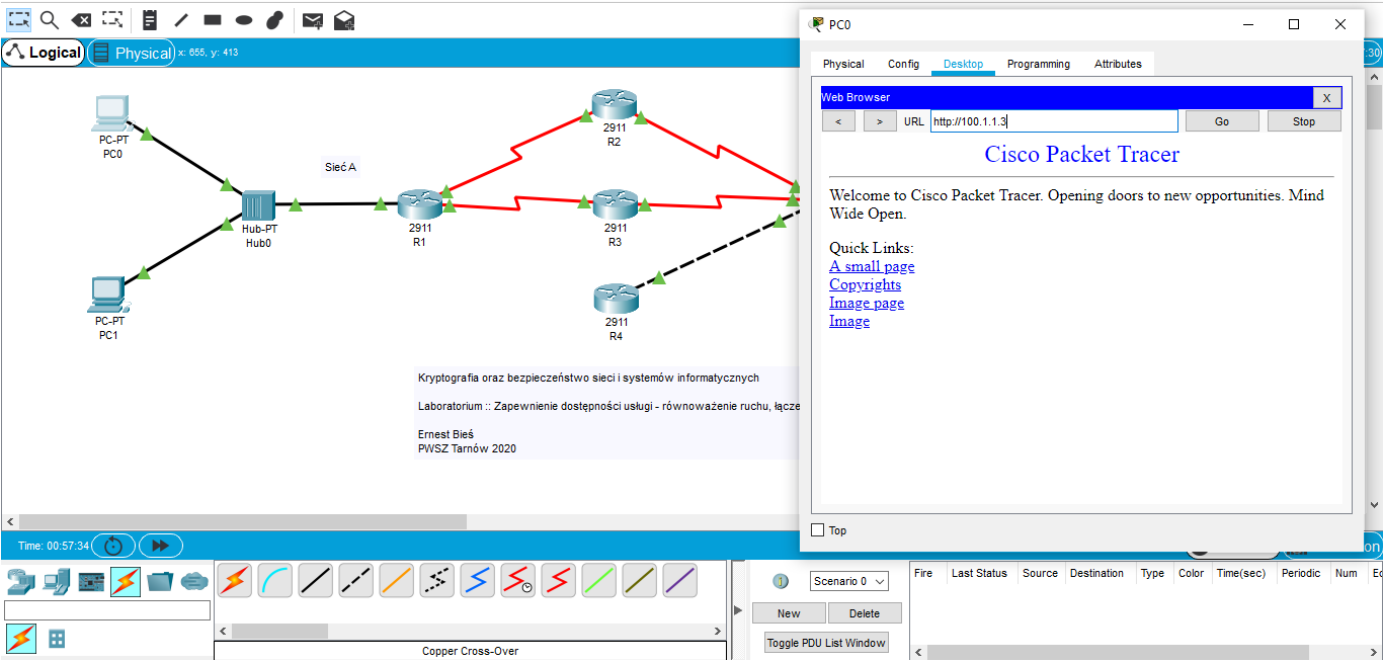 Logical
Physical x: 655, y: 413
:30)
PC-PT
PC0
Sieć A
2911
R2
Hub-PT
Hub0
2911
R1
2911
R3
PC-PT
PC1
2911
R4
Kryptografia oraz bezpieczeństwo sieci i systemów informatycznych
Laboratorium :: Zapewnienie dostępności usługi - równoważenie ruchu, łącze
Ernest Bieś
PWSZ Tarnów 2020
PC0
Physical Config Desktop Programming Attributes
Web Browser X
< > URL http://100.1.1.3 Go Stop
Cisco Packet Tracer
Welcome to Cisco Packet Tracer. Opening doors to new opportunities. Mind
Wide Open.
Quick Links:
A small page
Copyrights
Image page
Image
Top
Time: 00:57:34
on
Scenario 0
New Delete
Toggle PDU List Window
Fire Last Status Source Destination Type Color Time(sec) Periodic Num Ed
Copper Cross-Over